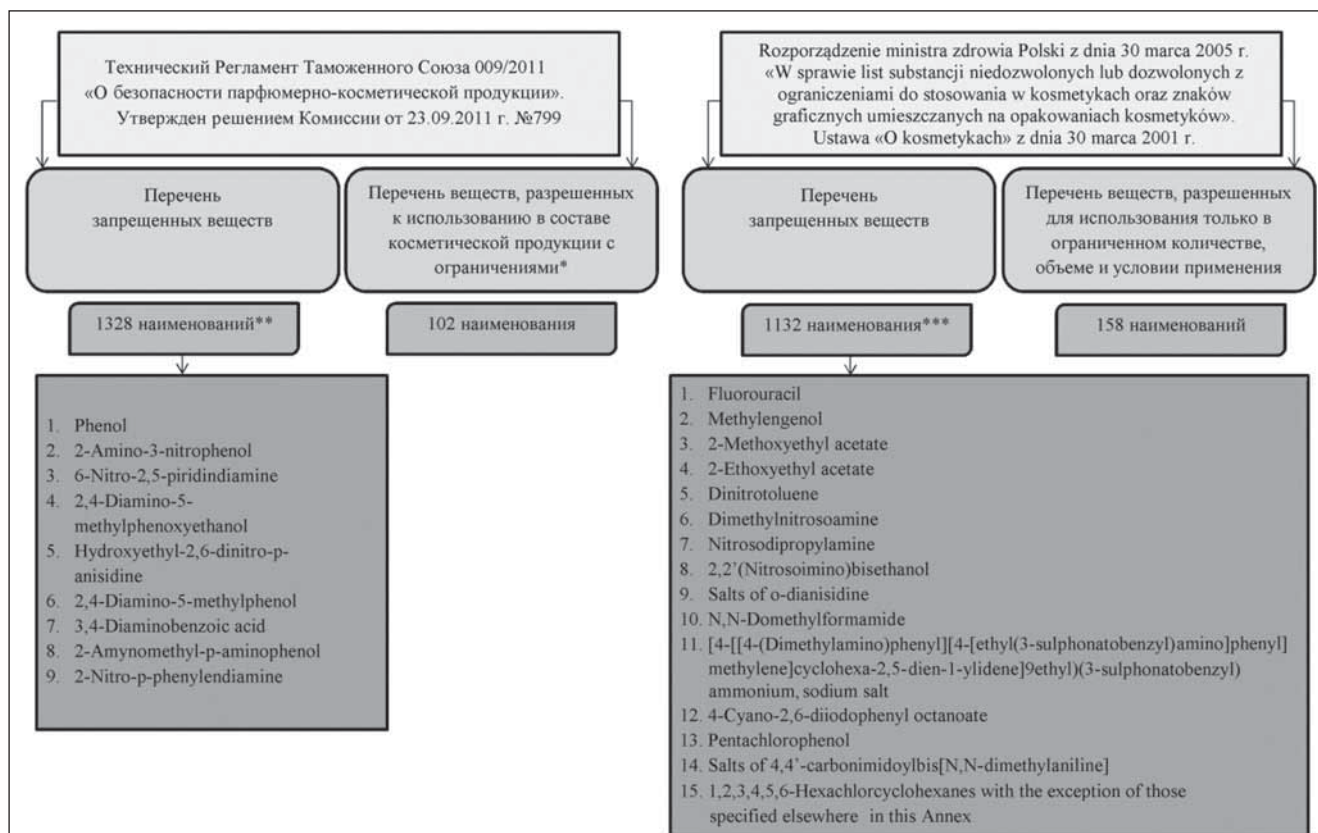 Технический Регламент Таможенного Союза 009/2011
«О безопасности парфюмерно-косметической продукции».
Утвержден решением Комиссии от 23.09.2011 г. №799
Перечень
запрещенных веществ
Перечень веществ, разрешенных
к использованию в составе
косметической продукции с
ограничениями*
1328 наименований**
102 наименования
1. Phenol
2. 2-Amino-3-nitrophenol
3. 6-Nitro-2,5-piridindiamine
4. 2,4-Diamino-5-
methylphenoxyethanol
5. Hydroxyethyl-2,6-dinitro-p-
anisidine
6. 2,4-Diamino-5-methylphenol
7. 3,4-Diaminobenzoic acid
8. 2-Amynomethyl-p-aminophenol
9. 2-Nitro-p-phenylendiamine
Rozporządzenie ministra zdrowia Polski z dnia 30 marca 2005 r.
«W sprawie list substancji niedozwolonych lub dozwolonych z
ograniczeniami do stosowania w kosmetykach oraz znaków
graficznych umieszczanych na opakowaniach kosmetyków».
Ustawa «O kosmetykach» z dnia 30 marca 2001 r.
Перечень
запрещенных веществ
Перечень веществ, разрешенных
для использования только в
ограниченном количестве,
объеме и условии применения
1132 наименования***
158 наименований
1. Fluorouracil
2. Methylengenol
3. 2-Methoxyethyl acetate
4. 2-Ethoxyethyl acetate
5. Dinitrotoluene
6. Dimethylnitrosoamine
7. Nitrosodipropylamine
8. 2,2’(Nitrosoimino)bisethanol
9. Salts of o-dianisidine
10. N,N-Domethylformamide
11. [4-[[4-(Dimethylamino)phenyl][4-[ethyl(3-sulphonatobenzyl)amino]phenyl]
methylene]cyclohexa-2,5-dien-1-ylidene]9ethyl)(3-sulphonatobenzyl)
ammonium, sodium salt
12. 4-Cyano-2,6-diiodophenyl octanoate
13. Pentachlorophenol
14. Salts of 4,4’-carbonimidoylbis[N,N-dimethylaniline]
15. 1,2,3,4,5,6-Hexachlorcyclohexanes with the exception of those
specified elsewhere in this Annex